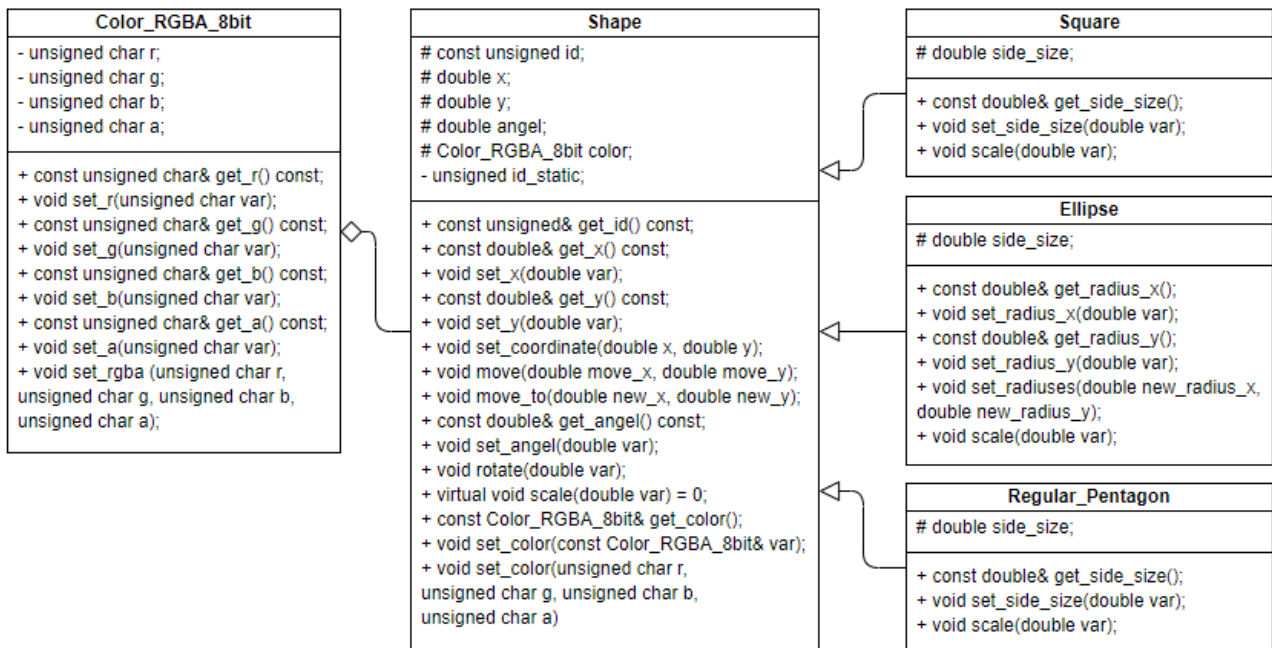 Color_RGBA_8bit
- unsigned char r;
- unsigned char g;
- unsigned char b;
- unsigned char a;
+ const unsigned char& get_r() const;
+ void set_r(unsigned char var);
+ const unsigned char& get_g() const;
+ void set_g(unsigned char var);
+ const unsigned char& get_b() const;
+ void set_b(unsigned char var);
+ const unsigned char& get_a() const;
+ void set_a(unsigned char var);
+ void set_rgba (unsigned char r,
unsigned char g, unsigned char b,
unsigned char a);
Shape
# const unsigned id;
# double x;
# double y;
# double angel;
# Color_RGBA_8bit color;
- unsigned id_static;
+ const unsigned& get_id() const;
+ const double& get_x() const;
+ void set_x(double var);
+ const double& get_y() const;
+ void set_y(double var);
+ void set_coordinate(double x, double y);
+ void move(double move_x, double move_y);
+ void move_to(double new_x, double new_y);
+ const double& get_angel() const;
+ void set_angel(double var);
+ void rotate(double var);
+ virtual void scale(double var) = 0;
+ const Color_RGBA_8bit& get_color();
+ void set_color(const Color_RGBA_8bit& var);
+ void set_color(unsigned char r,
unsigned char g, unsigned char b,
unsigned char a)
Square
# double side_size;
+ const double& get_side_size();
+ void set_side_size(double var);
+ void scale(double var);
Ellipse
# double side_size;
+ const double& get_radius_x();
+ void set_radius_x(double var);
+ const double& get_radius_y();
+ void set_radius_y(double var);
+ void set_radiuses(double new_radius_x,
double new_radius_y);
+ void scale(double var);
Regular_Pentagon
# double side_size;
+ const double& get_side_size();
+ void set_side_size(double var);
+ void scale(double var);